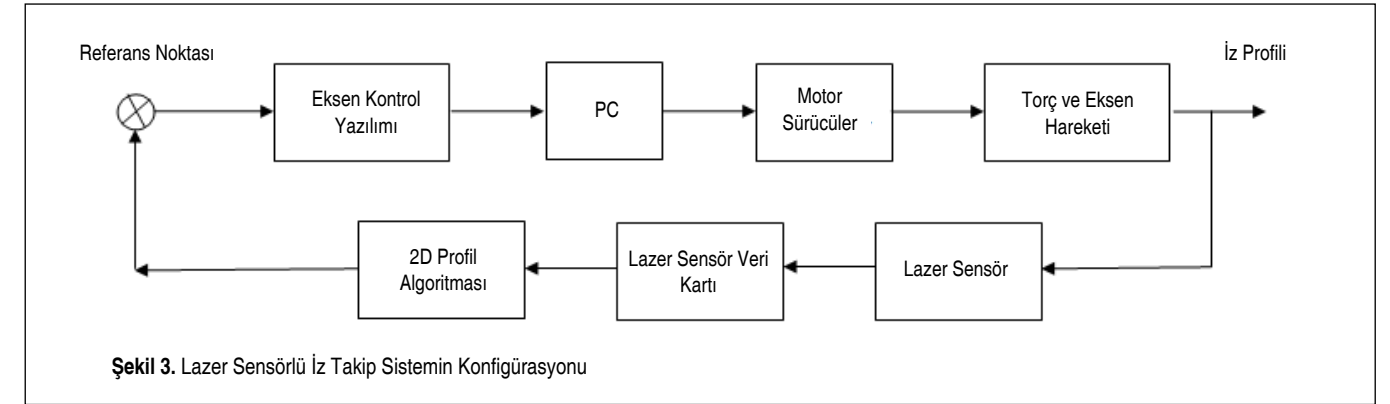 Referans Noktası
İz Profili
Eksen Kontrol
Yazılımı
PC
Motor
Sürücüler
Torç ve Eksen
Hareketi
2D Profil
Algoritması
Lazer Sensör Veri
Kartı
Lazer Sensör
Şekil 3. Lazer Sensörlü İz Takip Sistemin Konfigürasyonu